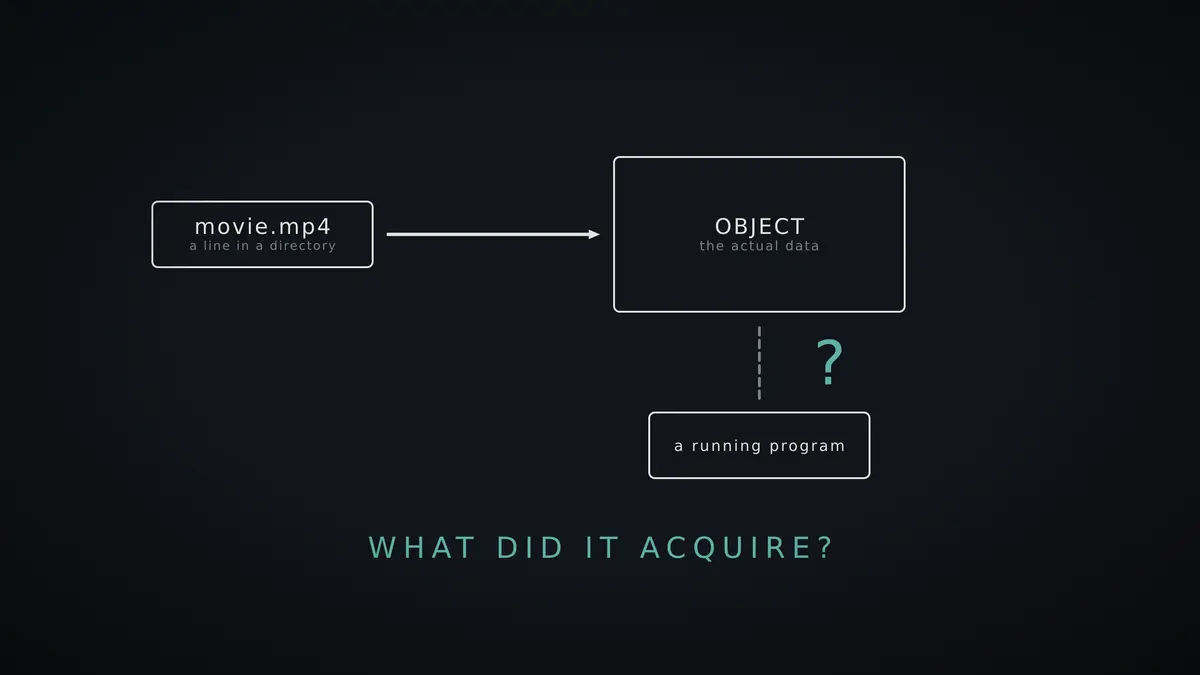 movie.mp4
a line in a directory
OBJECT
the actual data
?
a running program
WHAT DID IT ACQUIRE?